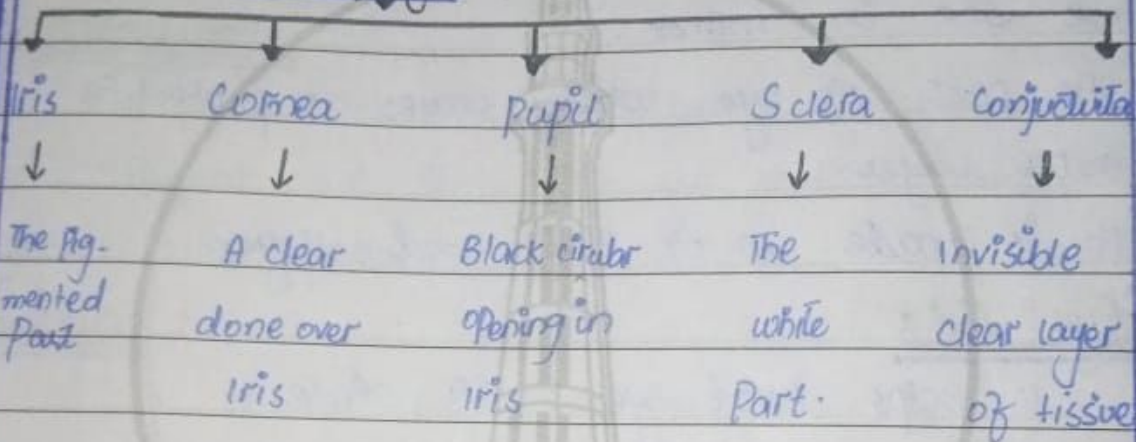 Iris Cornea Pupil Sclera Conjuctiva
The Pig- A clear Black cirular The Invisible
mented done over opening in white clear layer
Part Iris Iris Part. of tissue